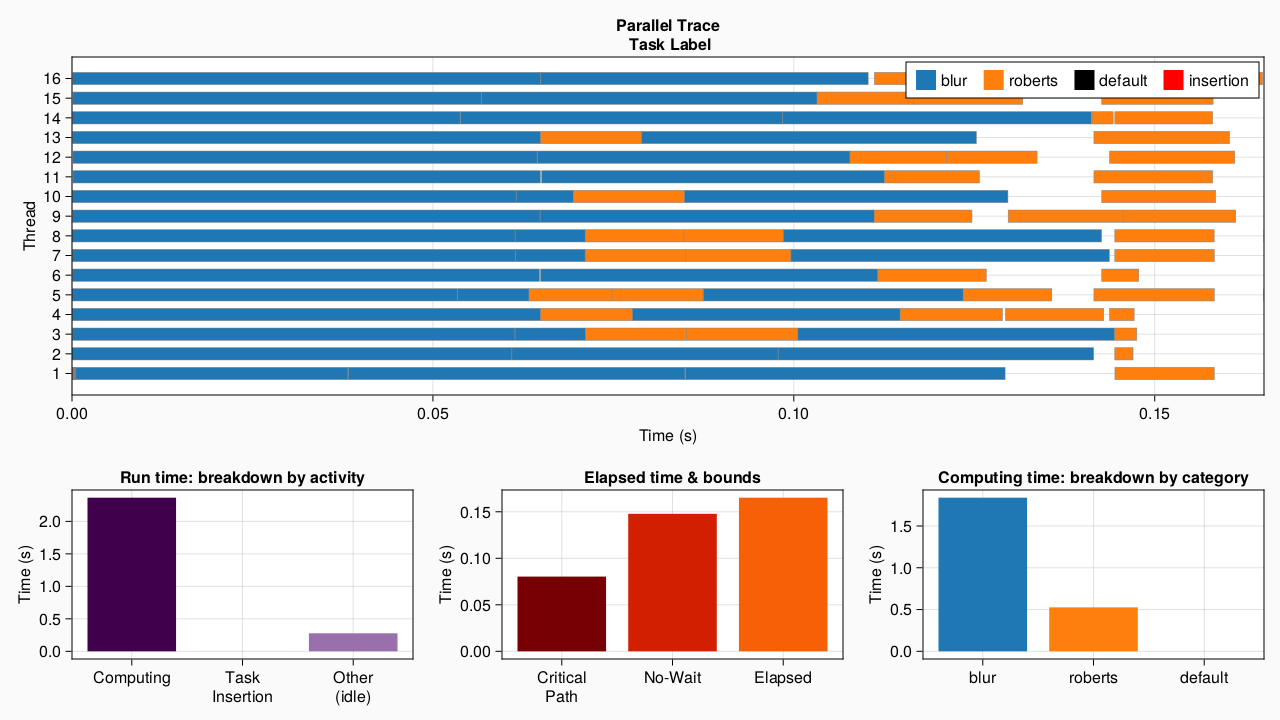 Parallel Trace
Task Label
blur roberts default insertion
Thread
16
15
14
13
12
11
10
9
8
7
6
5
4
3
2
1
0.00 0.05 0.10 0.15
Time (s)
Run time: breakdown by activity
Time (s)
2.0
1.5
1.0
0.5
0.0
Computing Task Insertion Other (idle)
Elapsed time & bounds
Time (s)
0.15
0.10
0.05
0.00
Critical Path No-Wait Elapsed
Computing time: breakdown by category
Time (s)
1.5
1.0
0.5
0.0
blur roberts default